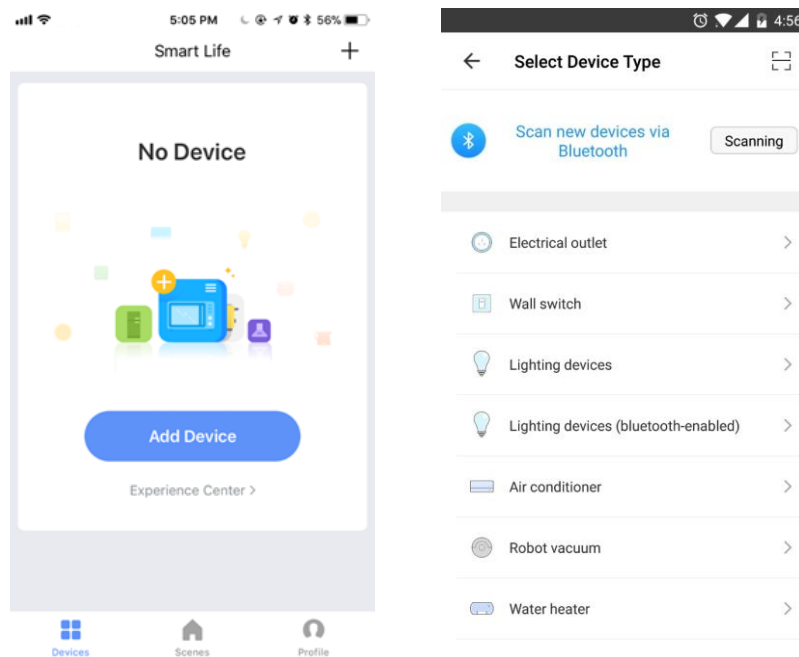 5:05 PM 56%
Smart Life +
No Device
Add Device
Experience Center >
Devices Scenes Profile
4:56
Select Device Type
Scan new devices via
Bluetooth
Scanning
Electrical outlet
Wall switch
Lighting devices
Lighting devices (bluetooth-enabled)
Air conditioner
Robot vacuum
Water heater